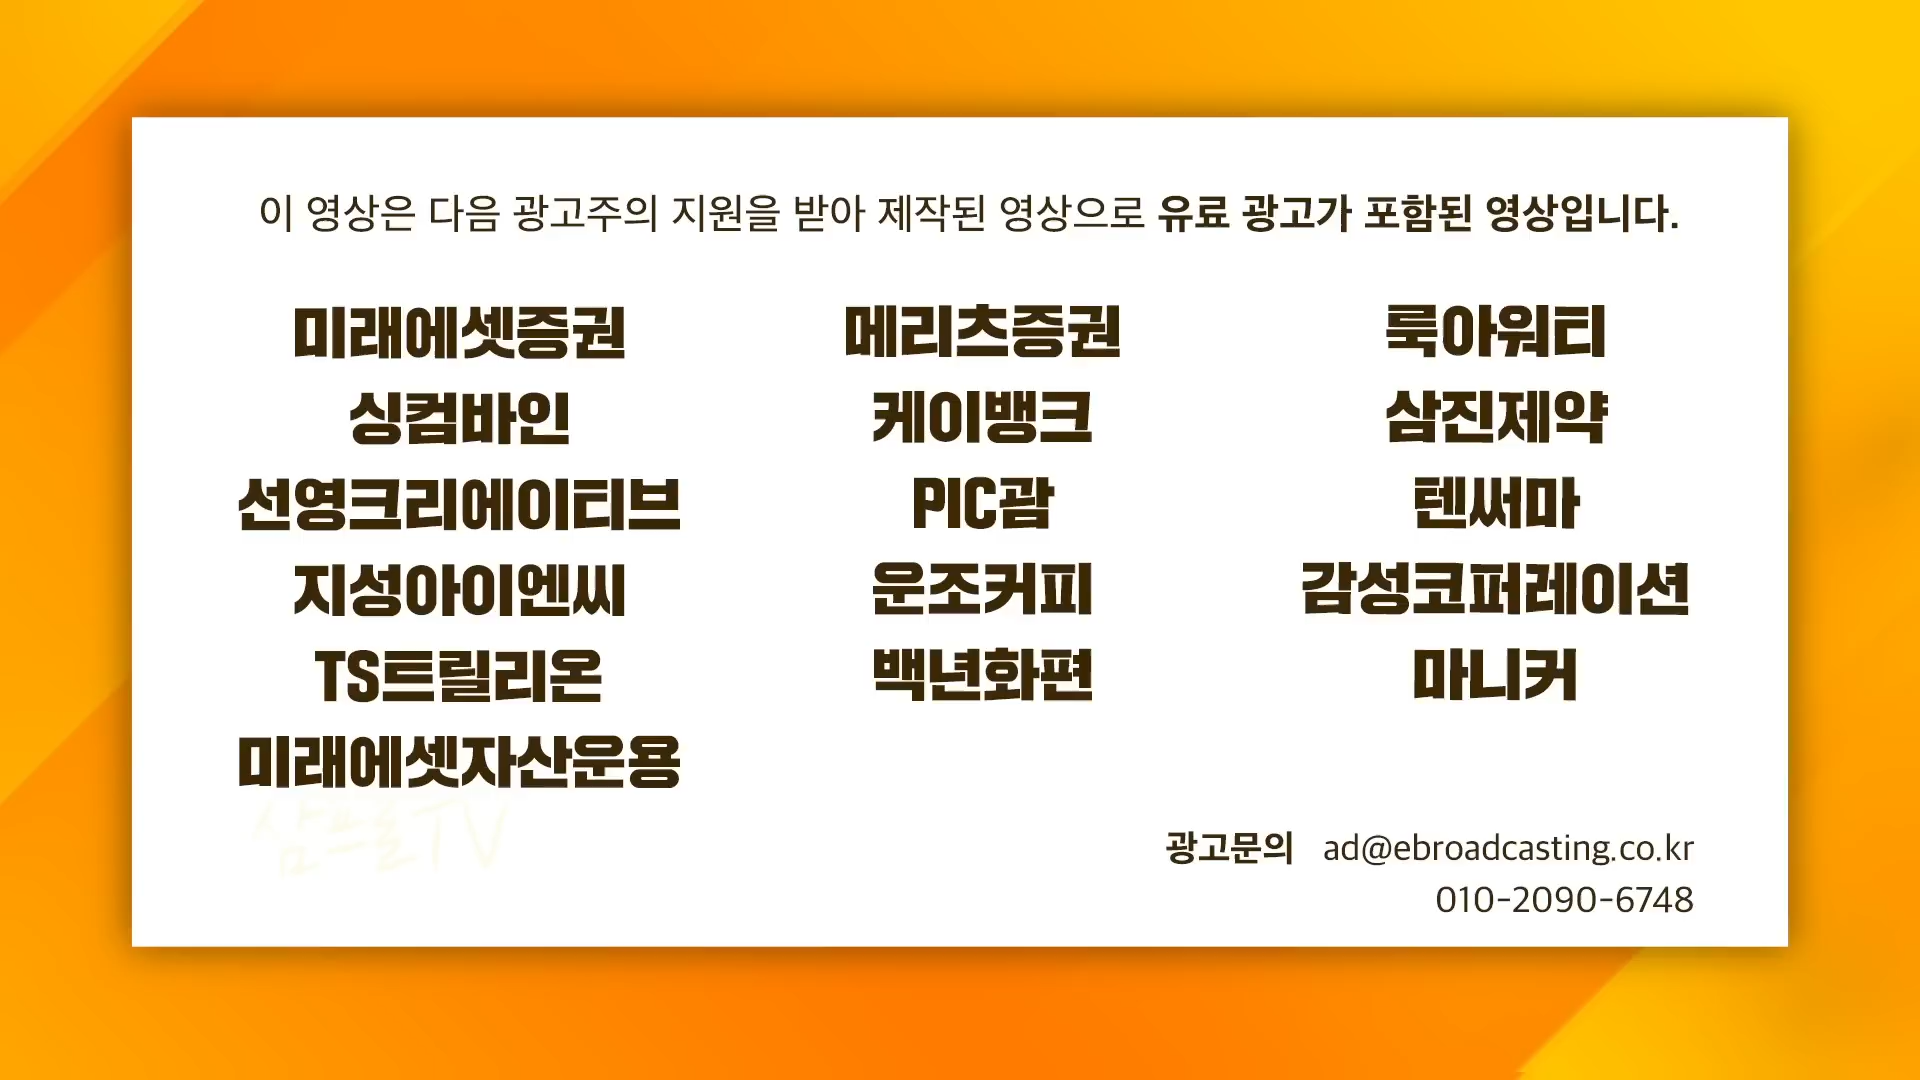 이 영상은 다음 광고주의 지원을 받아 제작된 영상으로 유료 광고가 포함된 영상입니다.
미래에셋증권
싱컴바인
선영크리에이티브
지성아이엔씨
TS트릴리온
미래에셋자산운용
메리츠증권
케이뱅크
PIC괌
운조커피
백년화편
룩아워티
삼진제약
텐써마
감성코퍼레이션
마니커
삼프로TV
광고문의 ad@ebroadcasting.co.kr
010-2090-6748